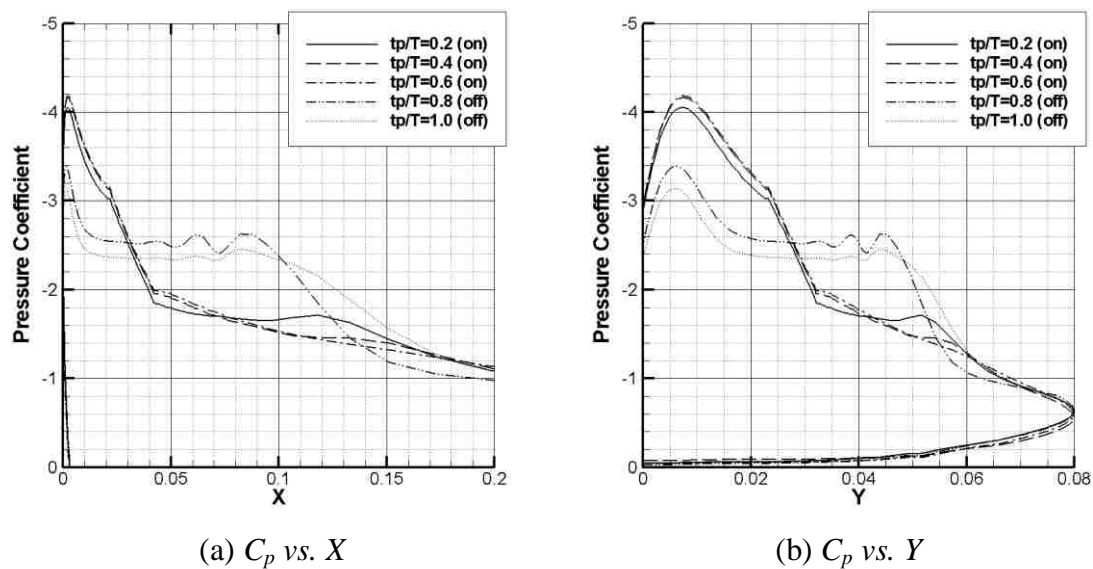 -5
-4
-3
-2
-1
0
Pressure Coefficient
0
0.05
0.1
0.15
0.2
X
tp/T=0.2 (on)
tp/T=0.4 (on)
tp/T=0.6 (on)
tp/T=0.8 (off)
tp/T=1.0 (off)
-5
-4
-3
-2
-1
0
Pressure Coefficient
0
0.02
0.04
0.06
0.08
Y
tp/T=0.2 (on)
tp/T=0.4 (on)
tp/T=0.6 (on)
tp/T=0.8 (off)
tp/T=1.0 (off)
(a) Cp vs. X
(b) Cp vs. Y